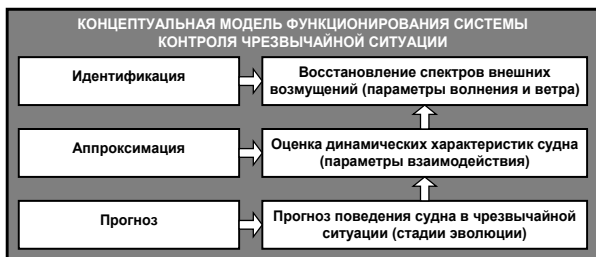 КОНЦЕПТУАЛЬНАЯ МОДЕЛЬ ФУНКЦИОНИРОВАНИЯ СИСТЕМЫ
КОНТРОЛЯ ЧРЕЗВЫЧАЙНОЙ СИТУАЦИИ
Идентификация
Восстановление спектров внешних
возмущений (параметры волнения и ветра)
Аппроксимация
Оценка динамических характеристик судна
(параметры взаимодействия)
Прогноз
Прогноз поведения судна в чрезвычайной
ситуации (стадии эволюции)